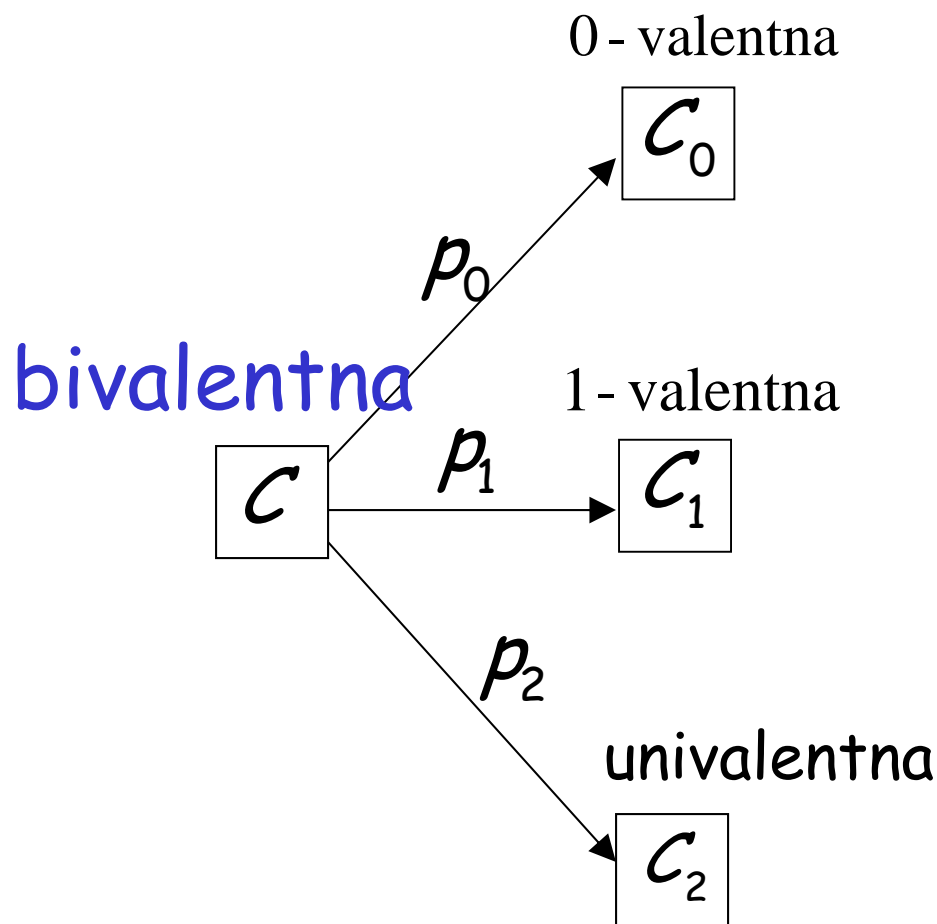 0 - valentna
C₀
p₀
bivalentna
1 - valentna
p₁
C
C₁
p₂
univalentna
C₂